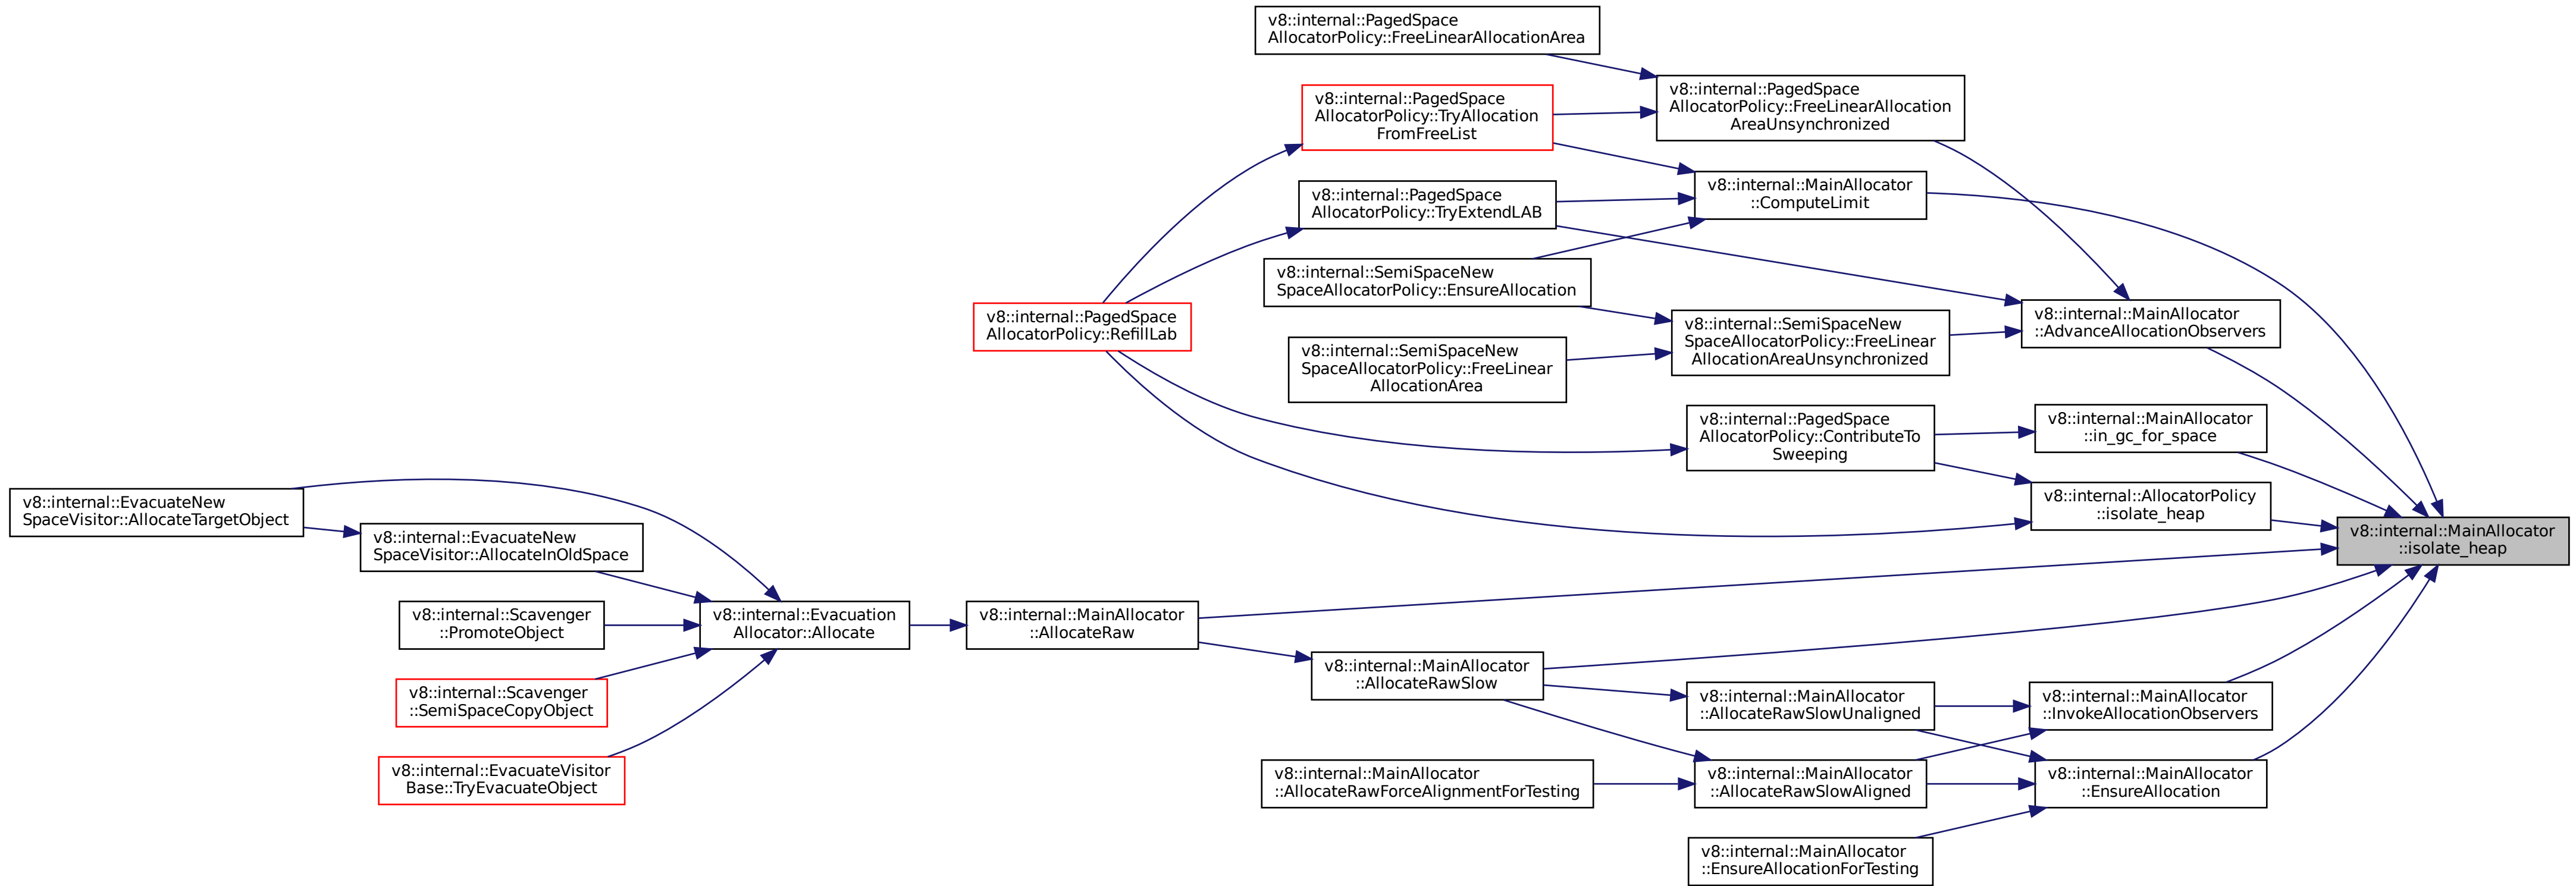 v8::internal::PagedSpace
AllocatorPolicy::FreeLinearAllocationArea
v8::internal::PagedSpace
AllocatorPolicy::FreeLinearAllocation
AreaUnsynchronized
v8::internal::PagedSpace
AllocatorPolicy::TryAllocation
FromFreeList
v8::internal::MainAllocator
::ComputeLimit
v8::internal::PagedSpace
AllocatorPolicy::TryExtendLAB
v8::internal::SemiSpaceNew
SpaceAllocatorPolicy::EnsureAllocation
v8::internal::PagedSpace
AllocatorPolicy::RefillLab
v8::internal::MainAllocator
::AdvanceAllocationObservers
v8::internal::SemiSpaceNew
SpaceAllocatorPolicy::FreeLinear
AllocationAreaUnsynchronized
v8::internal::SemiSpaceNew
SpaceAllocatorPolicy::FreeLinear
AllocationArea
v8::internal::PagedSpace
AllocatorPolicy::ContributeTo
Sweeping
v8::internal::MainAllocator
::in_gc_for_space
v8::internal::AllocatorPolicy
::isolate_heap
v8::internal::EvacuateNew
SpaceVisitor::AllocateTargetObject
v8::internal::EvacuateNew
SpaceVisitor::AllocateInOldSpace
v8::internal::MainAllocator
::isolate_heap
v8::internal::Scavenger
::PromoteObject
v8::internal::Evacuation
Allocator::Allocate
v8::internal::MainAllocator
::AllocateRaw
v8::internal::MainAllocator
::AllocateRawSlow
v8::internal::Scavenger
::SemiSpaceCopyObject
v8::internal::MainAllocator
::AllocateRawSlowUnaligned
v8::internal::MainAllocator
::InvokeAllocationObservers
v8::internal::EvacuateVisitor
Base::TryEvacuateObject
v8::internal::MainAllocator
::AllocateRawForceAlignmentForTesting
v8::internal::MainAllocator
::AllocateRawSlowAligned
v8::internal::MainAllocator
::EnsureAllocation
v8::internal::MainAllocator
::EnsureAllocationForTesting